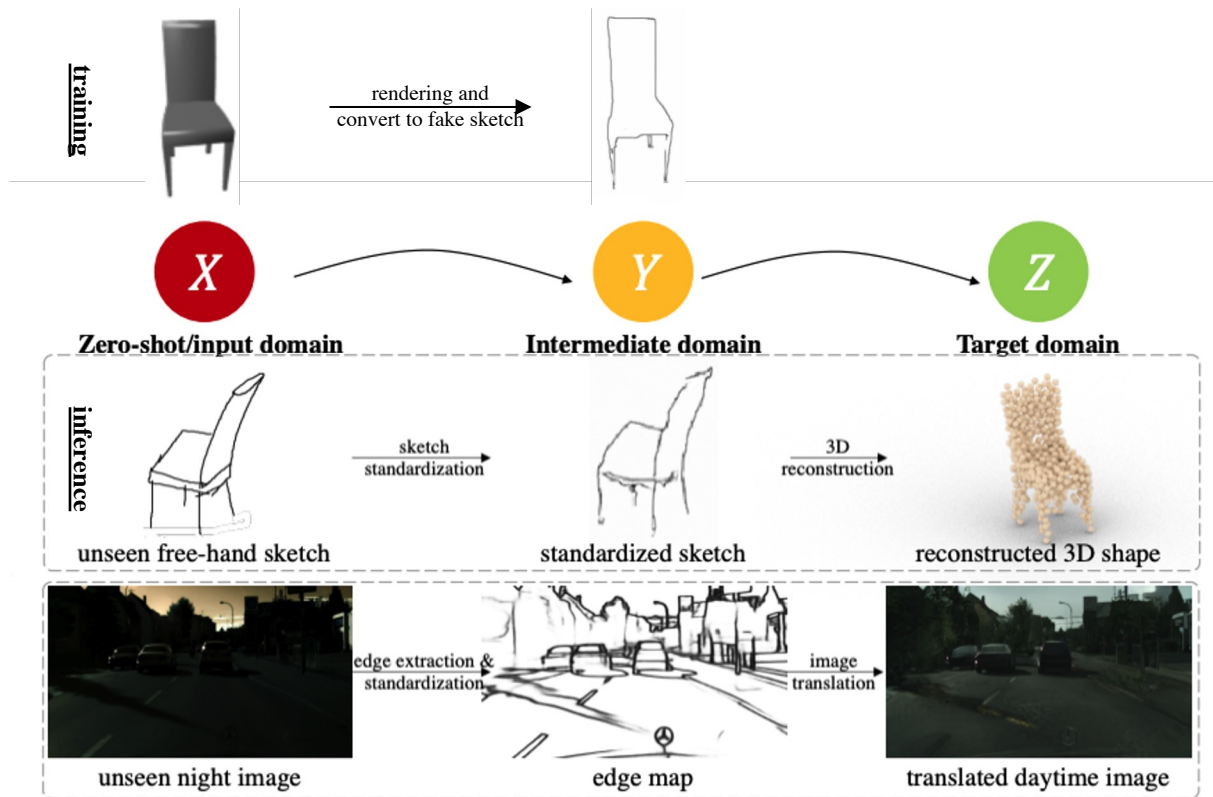 training
rendering and
convert to fake sketch
X
Y
Z
Zero-shot/input domain
Intermediate domain
Target domain
inference
sketch
standardization
3D
reconstruction
unseen free-hand sketch
standardized sketch
reconstructed 3D shape
edge extraction &
standardization
image
translation
unseen night image
edge map
translated daytime image